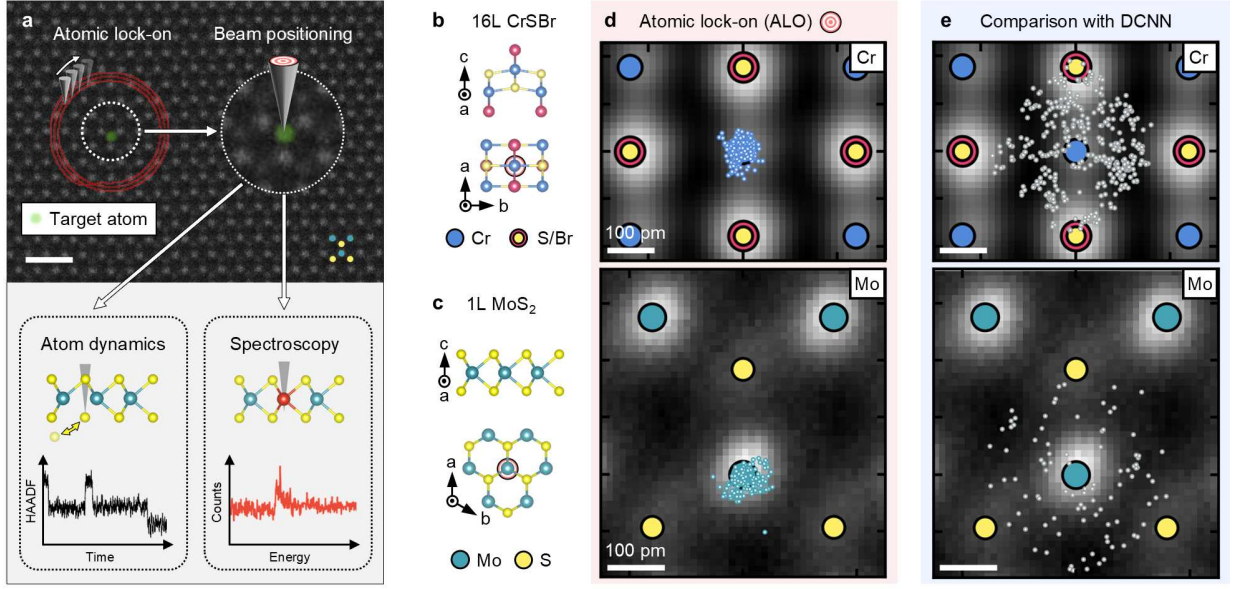 a
Atomic lock-on
Beam positioning
Target atom
Atom dynamics
HAADF
Time
Spectroscopy
Counts
Energy
b 16L CrSBr
c
a
a
b
Cr S/Br
c 1L MoS₂
c
a
a
b
Mo S
d Atomic lock-on (ALO)
Cr
100 pm
Mo
100 pm
e Comparison with DCNN
Cr
Mo